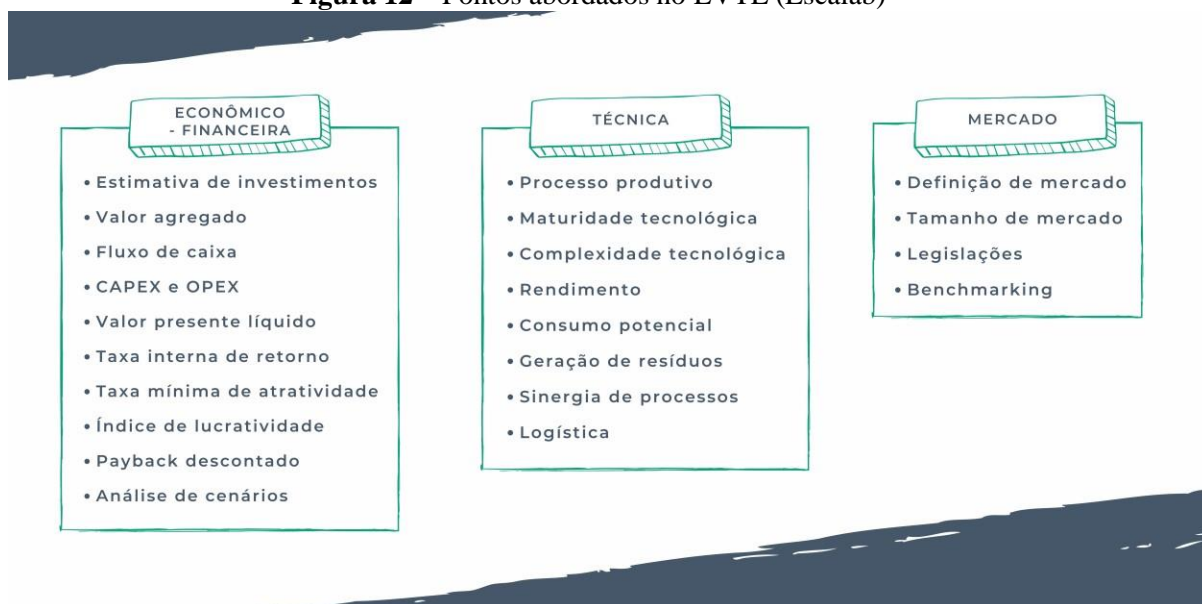 Figura 12 – Pontos abordados no EVTE (Escalab)
ECONÔMICO
- FINANCEIRA
• Estimativa de investimentos
• Valor agregado
• Fluxo de caixa
• CAPEX e OPEX
• Valor presente líquido
• Taxa interna de retorno
• Taxa mínima de atratividade
• Índice de lucratividade
• Payback descontado
• Análise de cenários
TÉCNICA
• Processo produtivo
• Maturidade tecnológica
• Complexidade tecnológica
• Rendimento
• Consumo potencial
• Geração de resíduos
• Sinergia de processos
• Logística
MERCADO
• Definição de mercado
• Tamanho de mercado
• Legislações
• Benchmarking